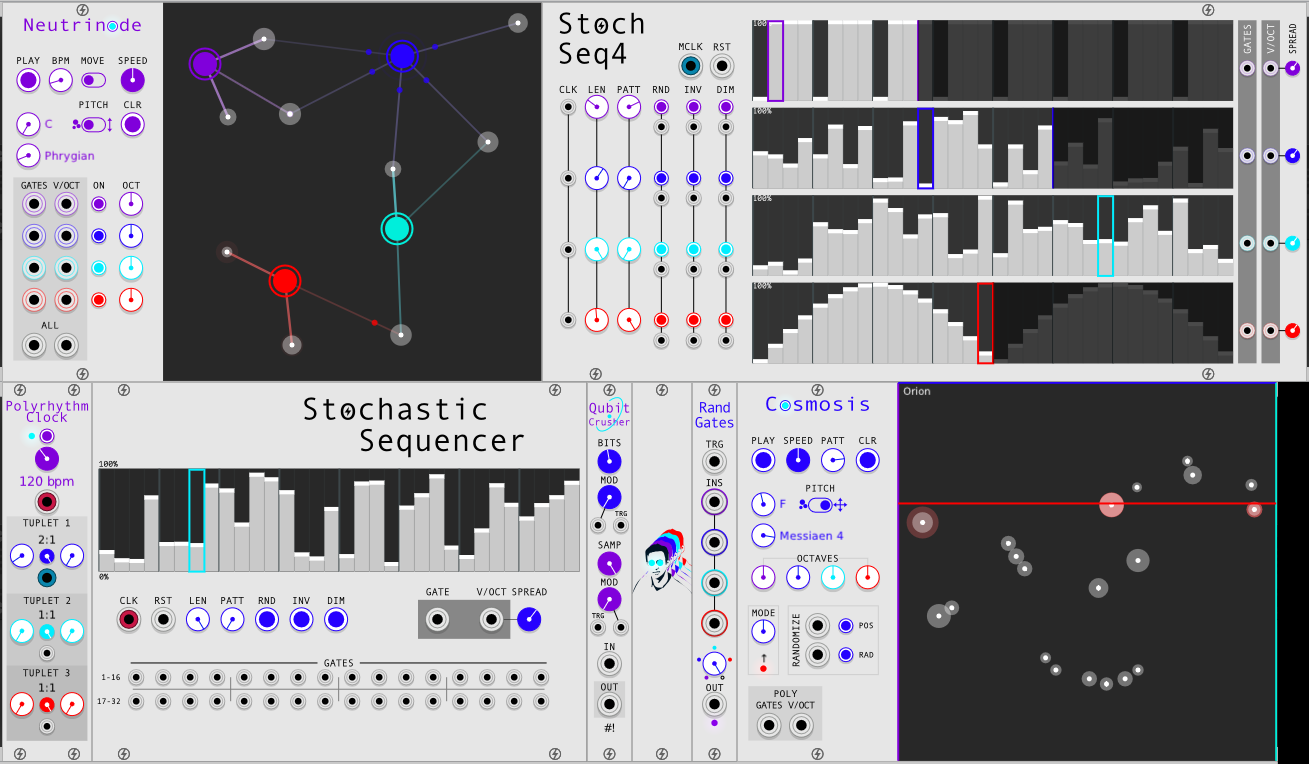 Neutrinode
PLAY BPM MOVE SPEED
PITCH CLR
C
Phrygian
GATES V/OCT ON OCT
ALL
Stoch
Seq4
MCLK RST
CLK LEN PATT RND INV DIM
100
100%
100%
100%
GATES V/OCT SPREAD
Polyrhythm
Clock
120 bpm
TUPLET 1
2:1
TUPLET 2
1:1
TUPLET 3
1:1
Stochastic
Sequencer
100%
0%
CLK RST LEN PATT RND INV DIM
GATE V/OCT SPREAD
GATES
1-16
17-32
Qubit
Crusher
BITS
MOD
TRG
SAMP
MOD
TRG
IN
OUT
#!
Rand
Gates
TRG
INS
OUT
Cosmosis
PLAY SPEED PATT CLR
PITCH
F
Messiaen 4
OCTAVES
MODE
RANDOMIZE
POS
RAD
POLY
GATES V/OCT
Orion